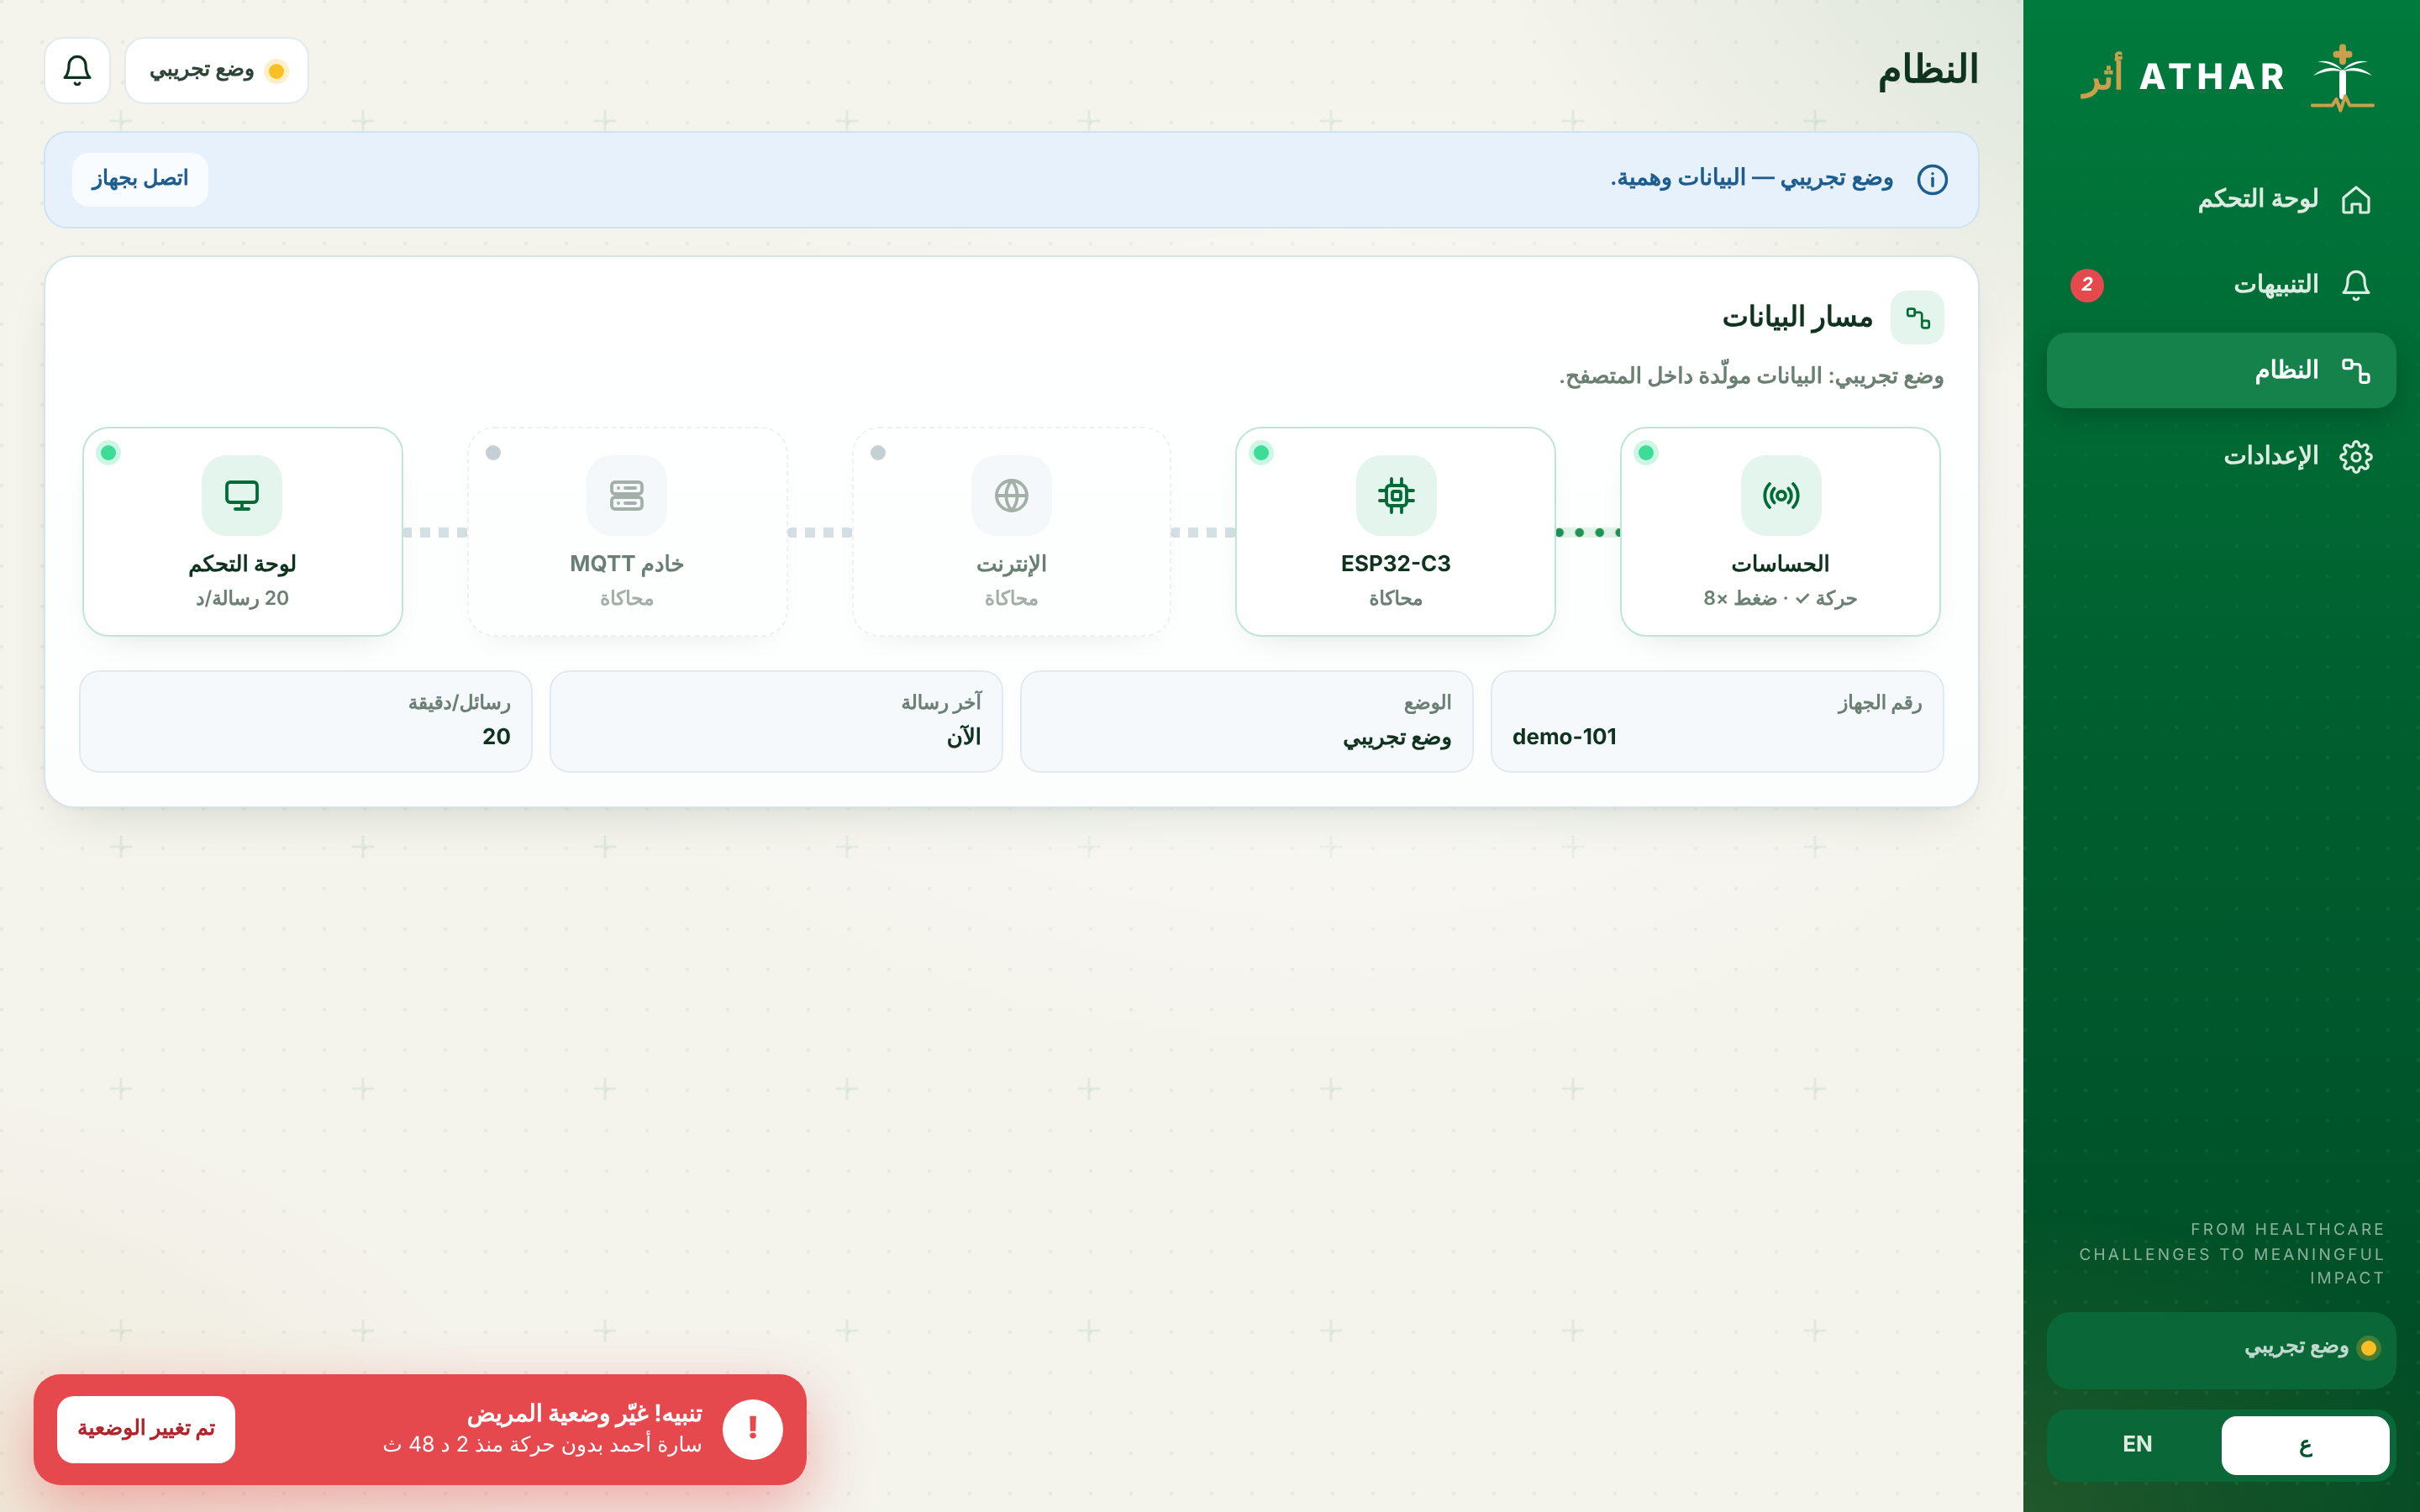 ATHAR أثر
لوحة التحكم
التنبيهات 2
النظام
الإعدادات
FROM HEALTHCARE
CHALLENGES TO MEANINGFUL
IMPACT
وضع تجريبي
ع EN
النظام
وضع تجريبي
وضع تجريبي — البيانات وهمية.
اتصل بجهاز
مسار البيانات
وضع تجريبي: البيانات مولّدة داخل المتصفح.
الحساسات
حركة ✓ · ضغط ×8
ESP32-C3
محاكاة
الإنترنت
محاكاة
خادم MQTT
محاكاة
لوحة التحكم
20 رسالة/د
رقم الجهاز
demo-101
الوضع
وضع تجريبي
آخر رسالة
الآن
رسائل/دقيقة
20
! تنبيه! غيّر وضعية المريض
سارة أحمد بدون حركة منذ 2 د 48 ث
تم تغيير الوضعية